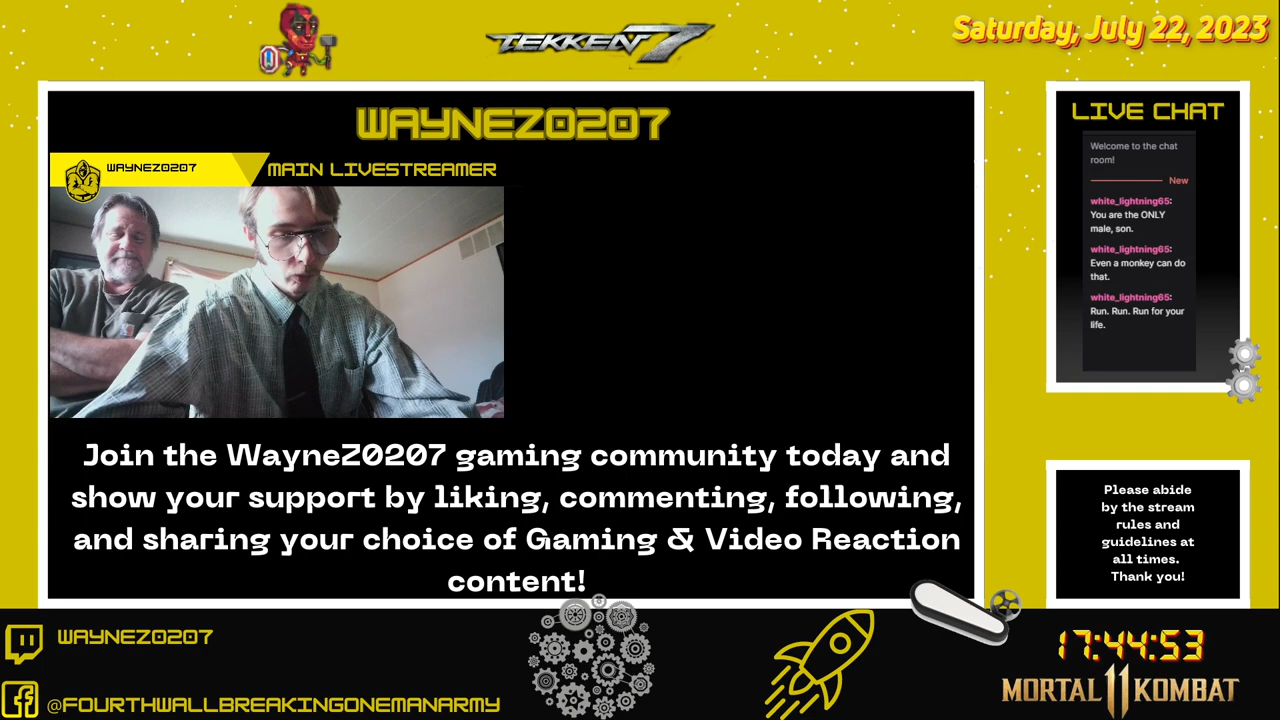 TEKKEN 7
Saturday, July 22, 2023
WAYNEZ0207
WAYNEZ0207
MAIN LIVESTREAMER
LIVE CHAT
Welcome to the chat
room!
New
white_lightning65:
You are the ONLY
male, son.
white_lightning65:
Even a monkey can do
that.
white_lightning65:
Run. Run. Run for your
life.
Join the WayneZ0207 gaming community today and
show your support by liking, commenting, following,
and sharing your choice of Gaming & Video Reaction
content!
Please abide
by the stream
rules and
guidelines at
all times.
Thank you!
WAYNEZ0207
@FOURTHWALLBREAKINGONEMANARMY
17:44:53
MORTAL 11 KOMBAT